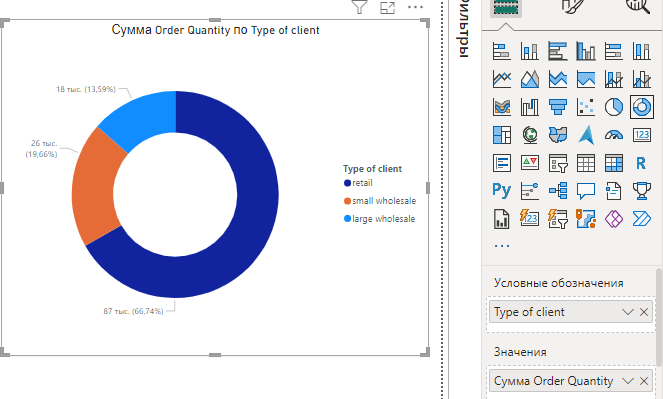 Фильтры
Сумма Order Quantity по Type of client
18 тыс. (13,59%)
26 тыс.
(19,66%)
87 тыс. (66,74%)
Type of client
retail
small wholesale
large wholesale
123
R
Py
123
Условные обозначения
Type of client
Значения
Сумма Order Quantity